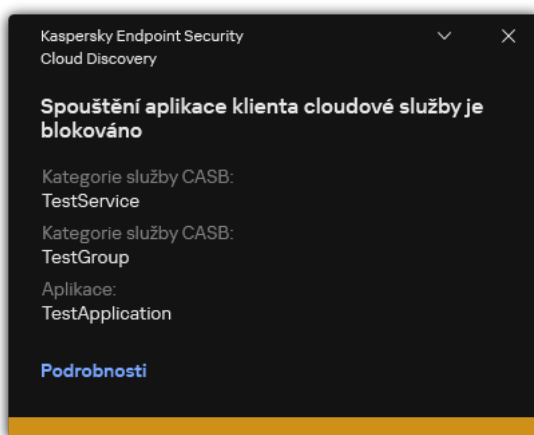 Kaspersky Endpoint Security
Cloud Discovery
Spouštění aplikace klienta cloudové služby je
blokováno
Kategorie služby CASB:
TestService
Kategorie služby CASB:
TestGroup
Aplikace:
TestApplication
Podrobnosti